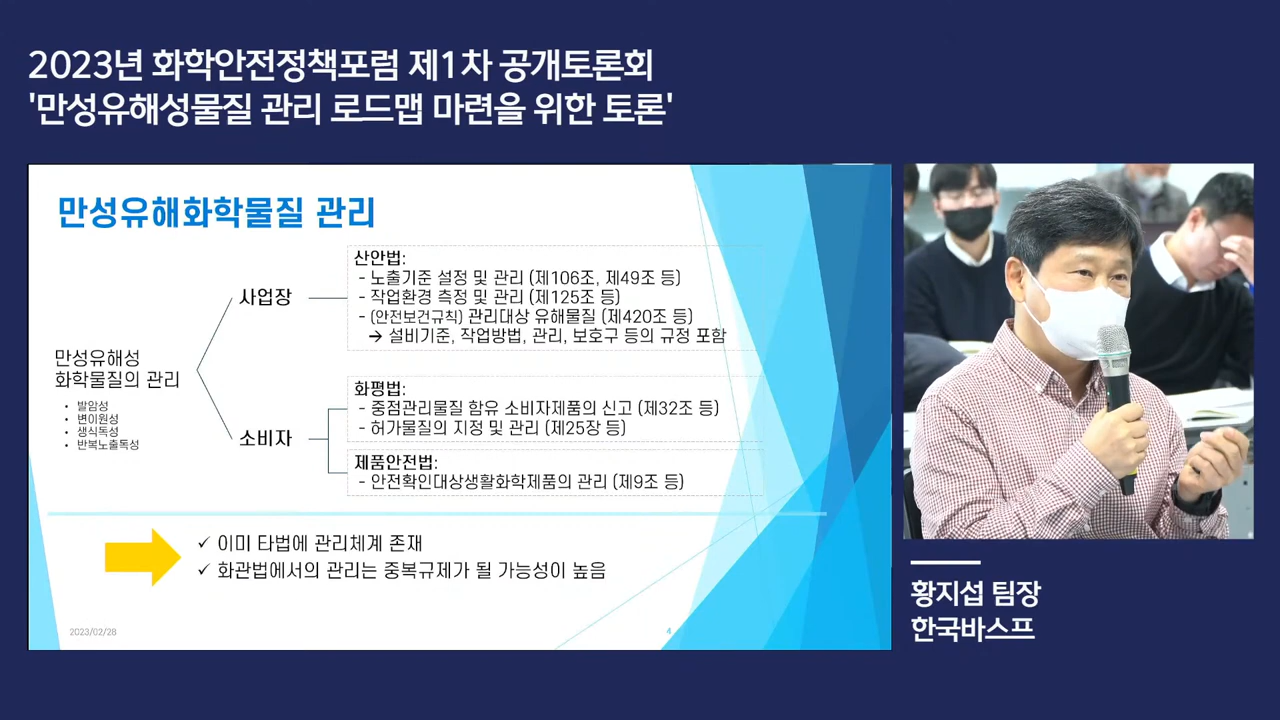 2023년 화학안전정책포럼 제1차 공개토론회
'만성유해성물질 관리 로드맵 마련을 위한 토론'
만성유해화학물질 관리
만성유해성
화학물질의 관리
• 발암성
• 변이원성
• 생식독성
• 반복노출독성
사업장
산안법:
- 노출기준 설정 및 관리 (제106조, 제49조 등)
- 작업환경 측정 및 관리 (제125조 등)
- (안전보건규칙) 관리대상 유해물질 (제420조 등)
→ 설비기준, 작업방법, 관리, 보호구 등의 규정 포함
소비자
화평법:
- 중점관리물질 함유 소비자제품의 신고 (제32조 등)
- 허가물질의 지정 및 관리 (제25장 등)
제품안전법:
- 안전확인대상생활화학제품의 관리 (제9조 등)
✓ 이미 타법에 관리체계 존재
✓ 화관법에서의 관리는 중복규제가 될 가능성이 높음
2023/02/28
4
황지섭 팀장
한국바스프